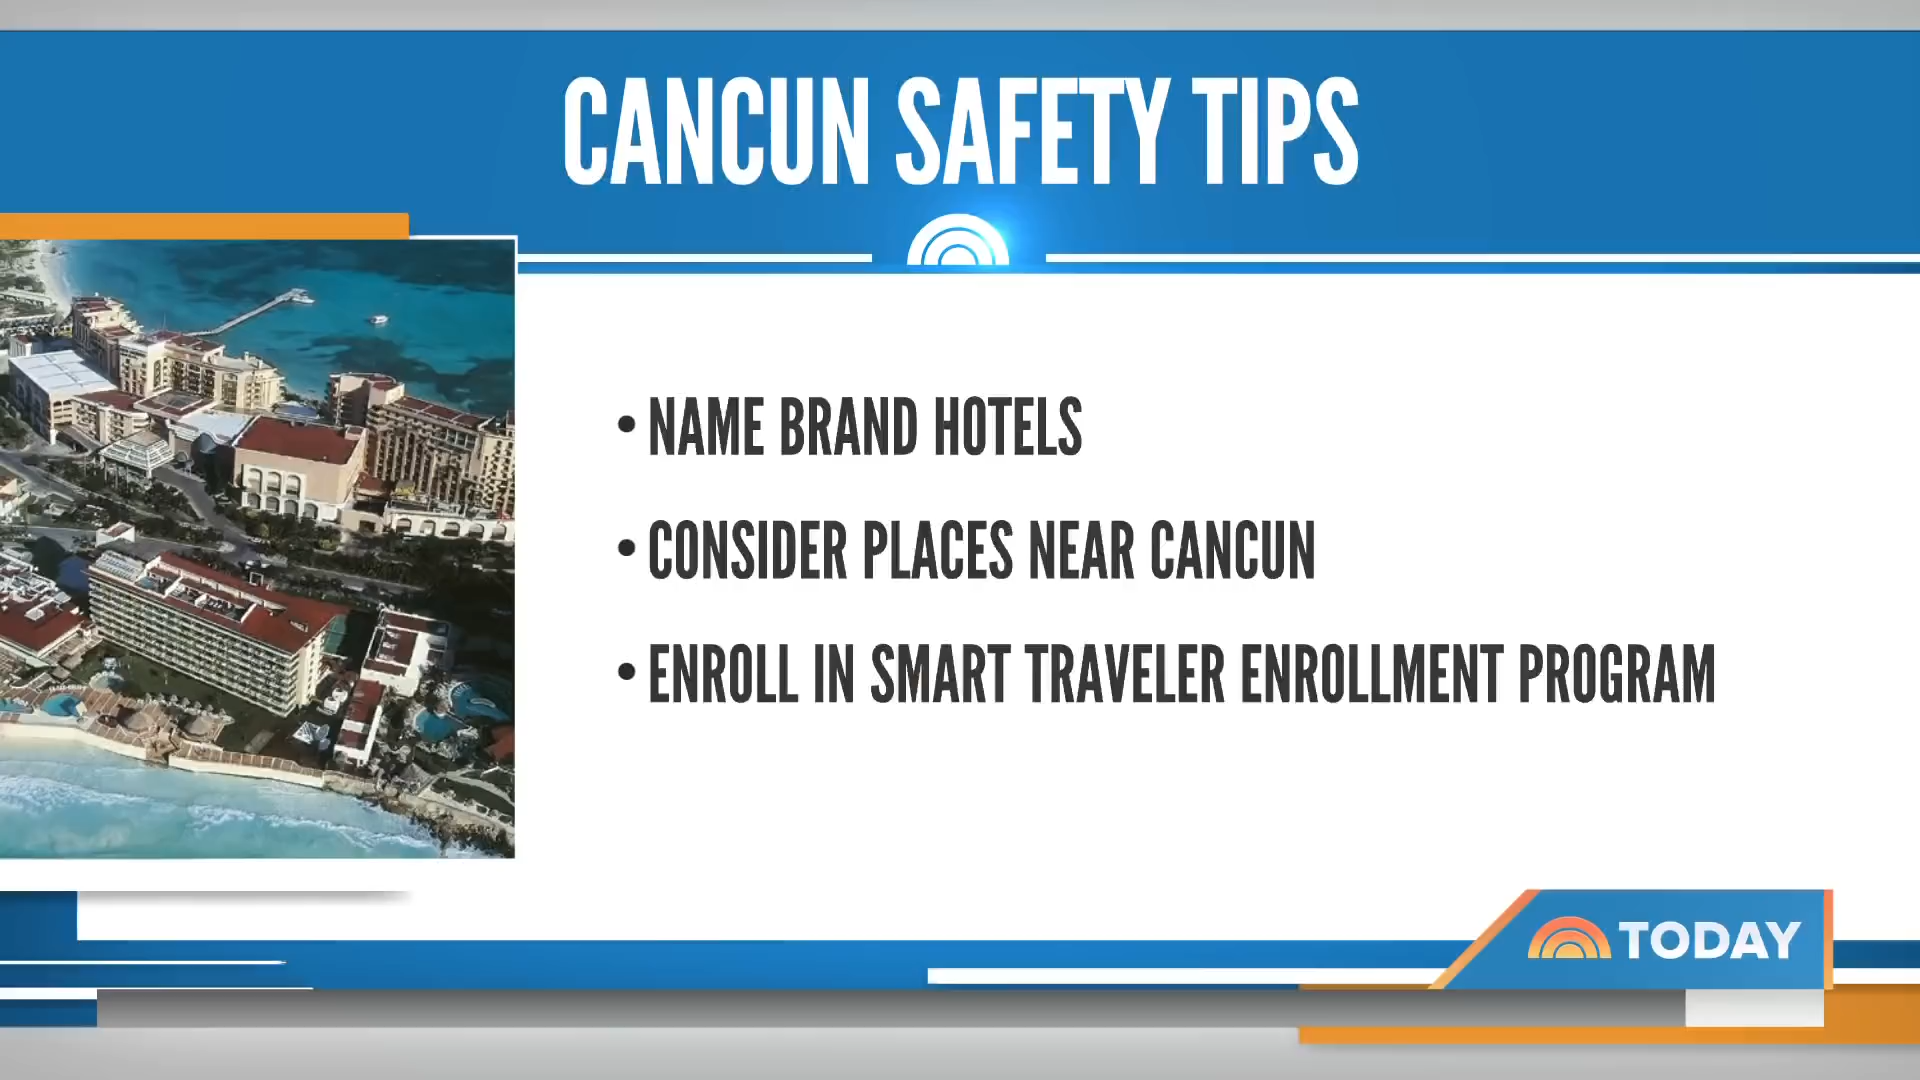 CANCUN SAFETY TIPS
• NAME BRAND HOTELS
• CONSIDER PLACES NEAR CANCUN
• ENROLL IN SMART TRAVELER ENROLLMENT PROGRAM
TODAY